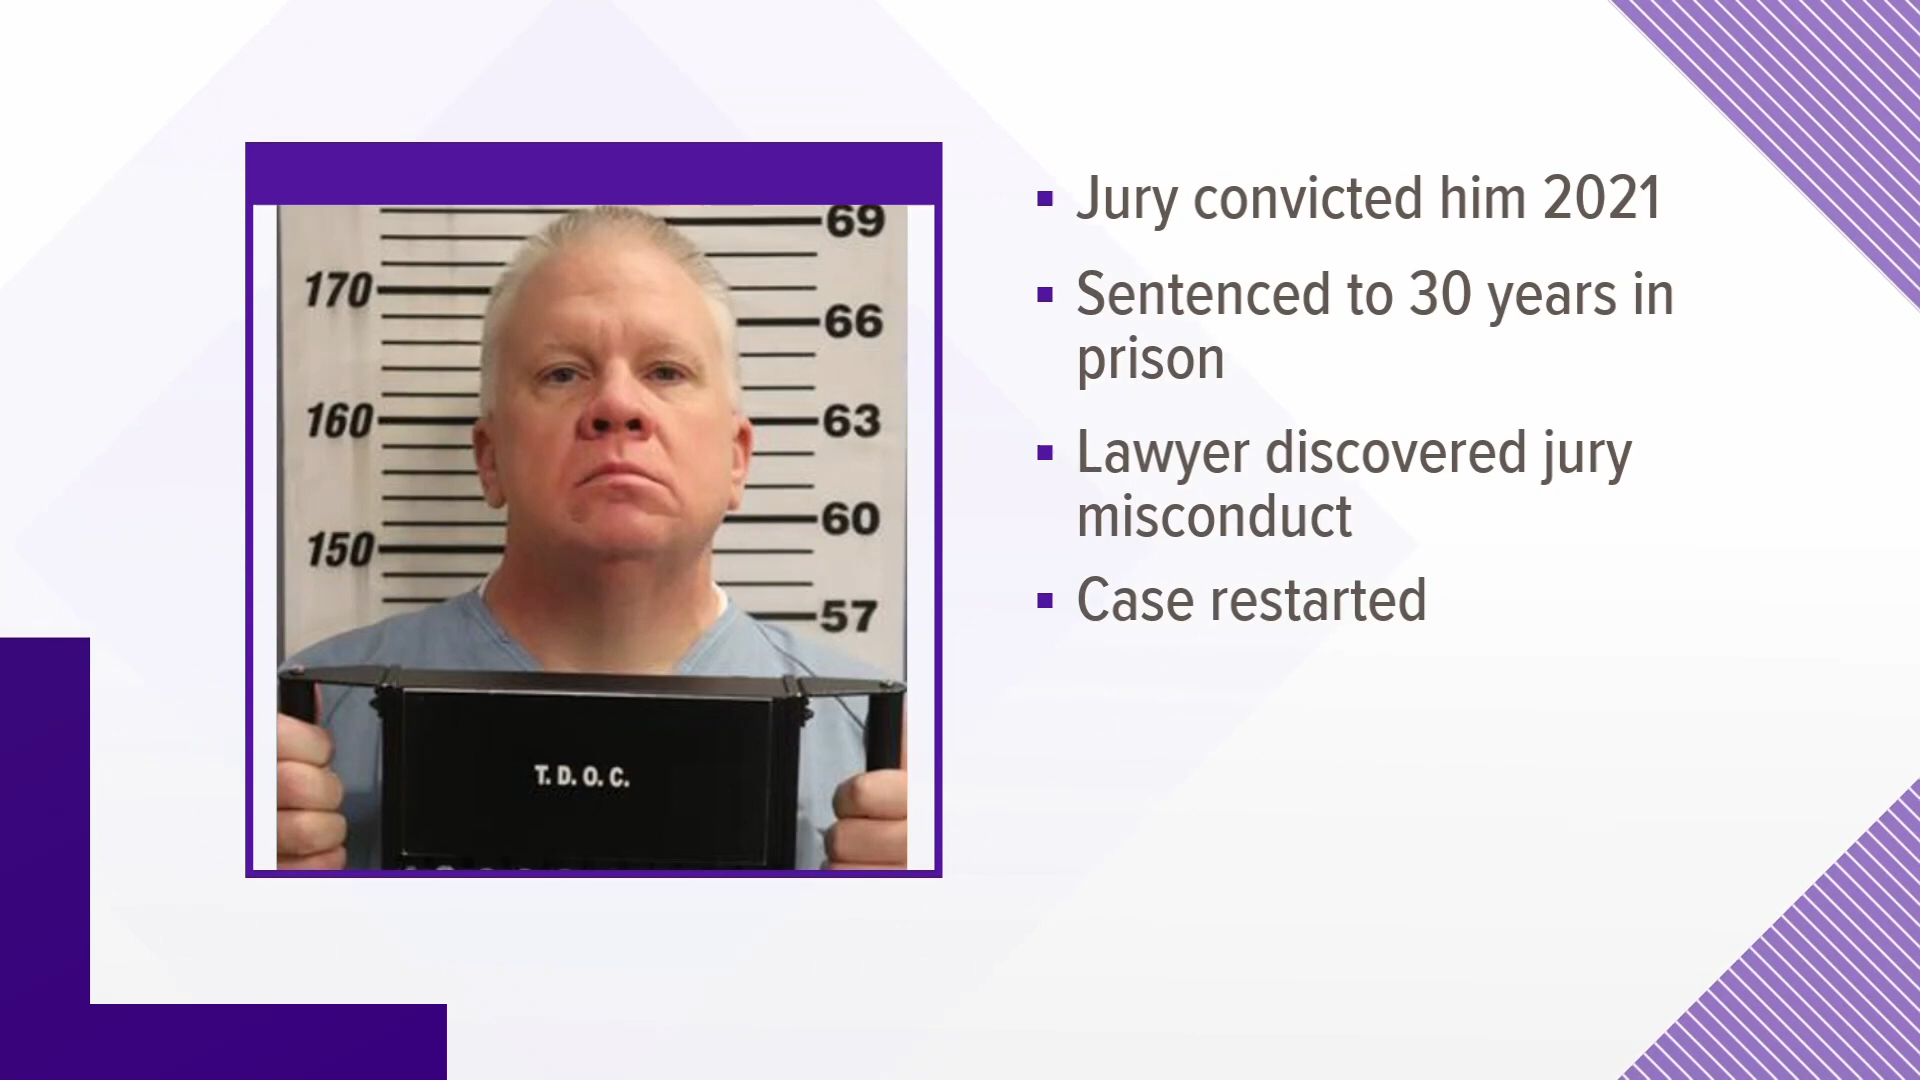 69
170
66
160
63
60
150
57
T. D. O. C.
Jury convicted him 2021
Sentenced to 30 years in
prison
Lawyer discovered jury
misconduct
Case restarted